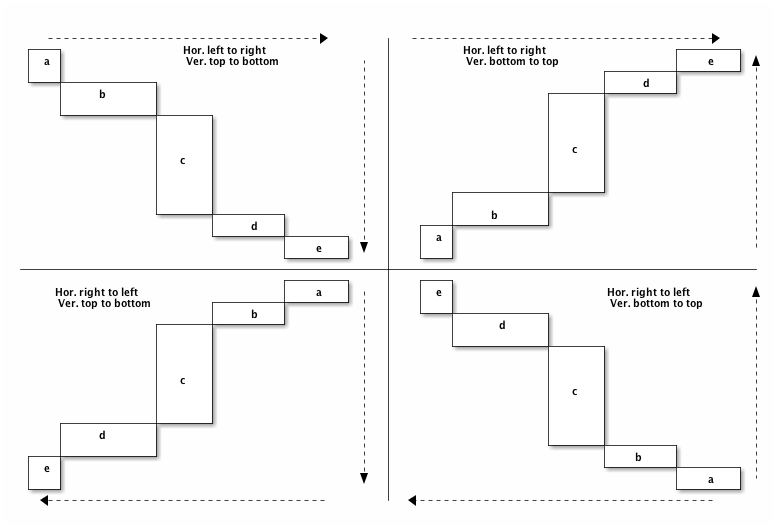 Hor. left to right
Ver. top to bottom
a
b
c
d
e
Hor. left to right
Ver. bottom to top
e
d
c
b
a
Hor. right to left
Ver. top to bottom
a
b
c
d
e
Hor. right to left
Ver. bottom to top
e
d
c
b
a